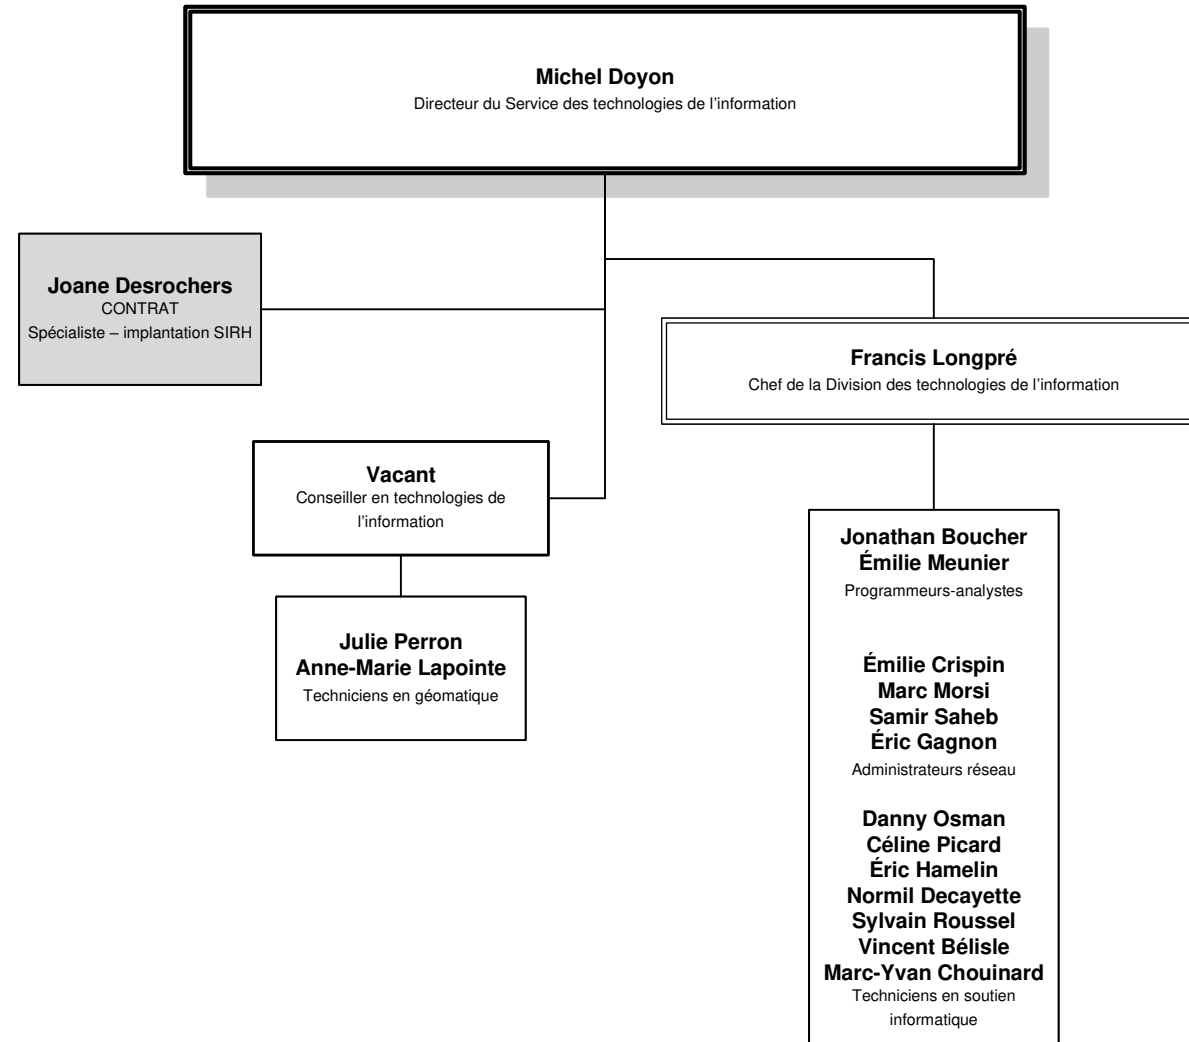 Michel Doyon
Directeur du Service des technologies de l’information
Joane Desrochers
CONTRAT
Spécialiste – implantation SIRH
Francis Longpré
Chef de la Division des technologies de l’information
Vacant
Conseiller en technologies de
l’information
Julie Perron
Anne-Marie Lapointe
Techniciens en géomatique
Jonathan Boucher
Émilie Meunier
Programmeurs-analystes
Émilie Crispin
Marc Morsi
Samir Saheb
Éric Gagnon
Administrateurs réseau
Danny Osman
Céline Picard
Éric Hamelin
Normil Decayette
Sylvain Roussel
Vincent Bélisle
Marc-Yvan Chouinard
Techniciens en soutien
informatique